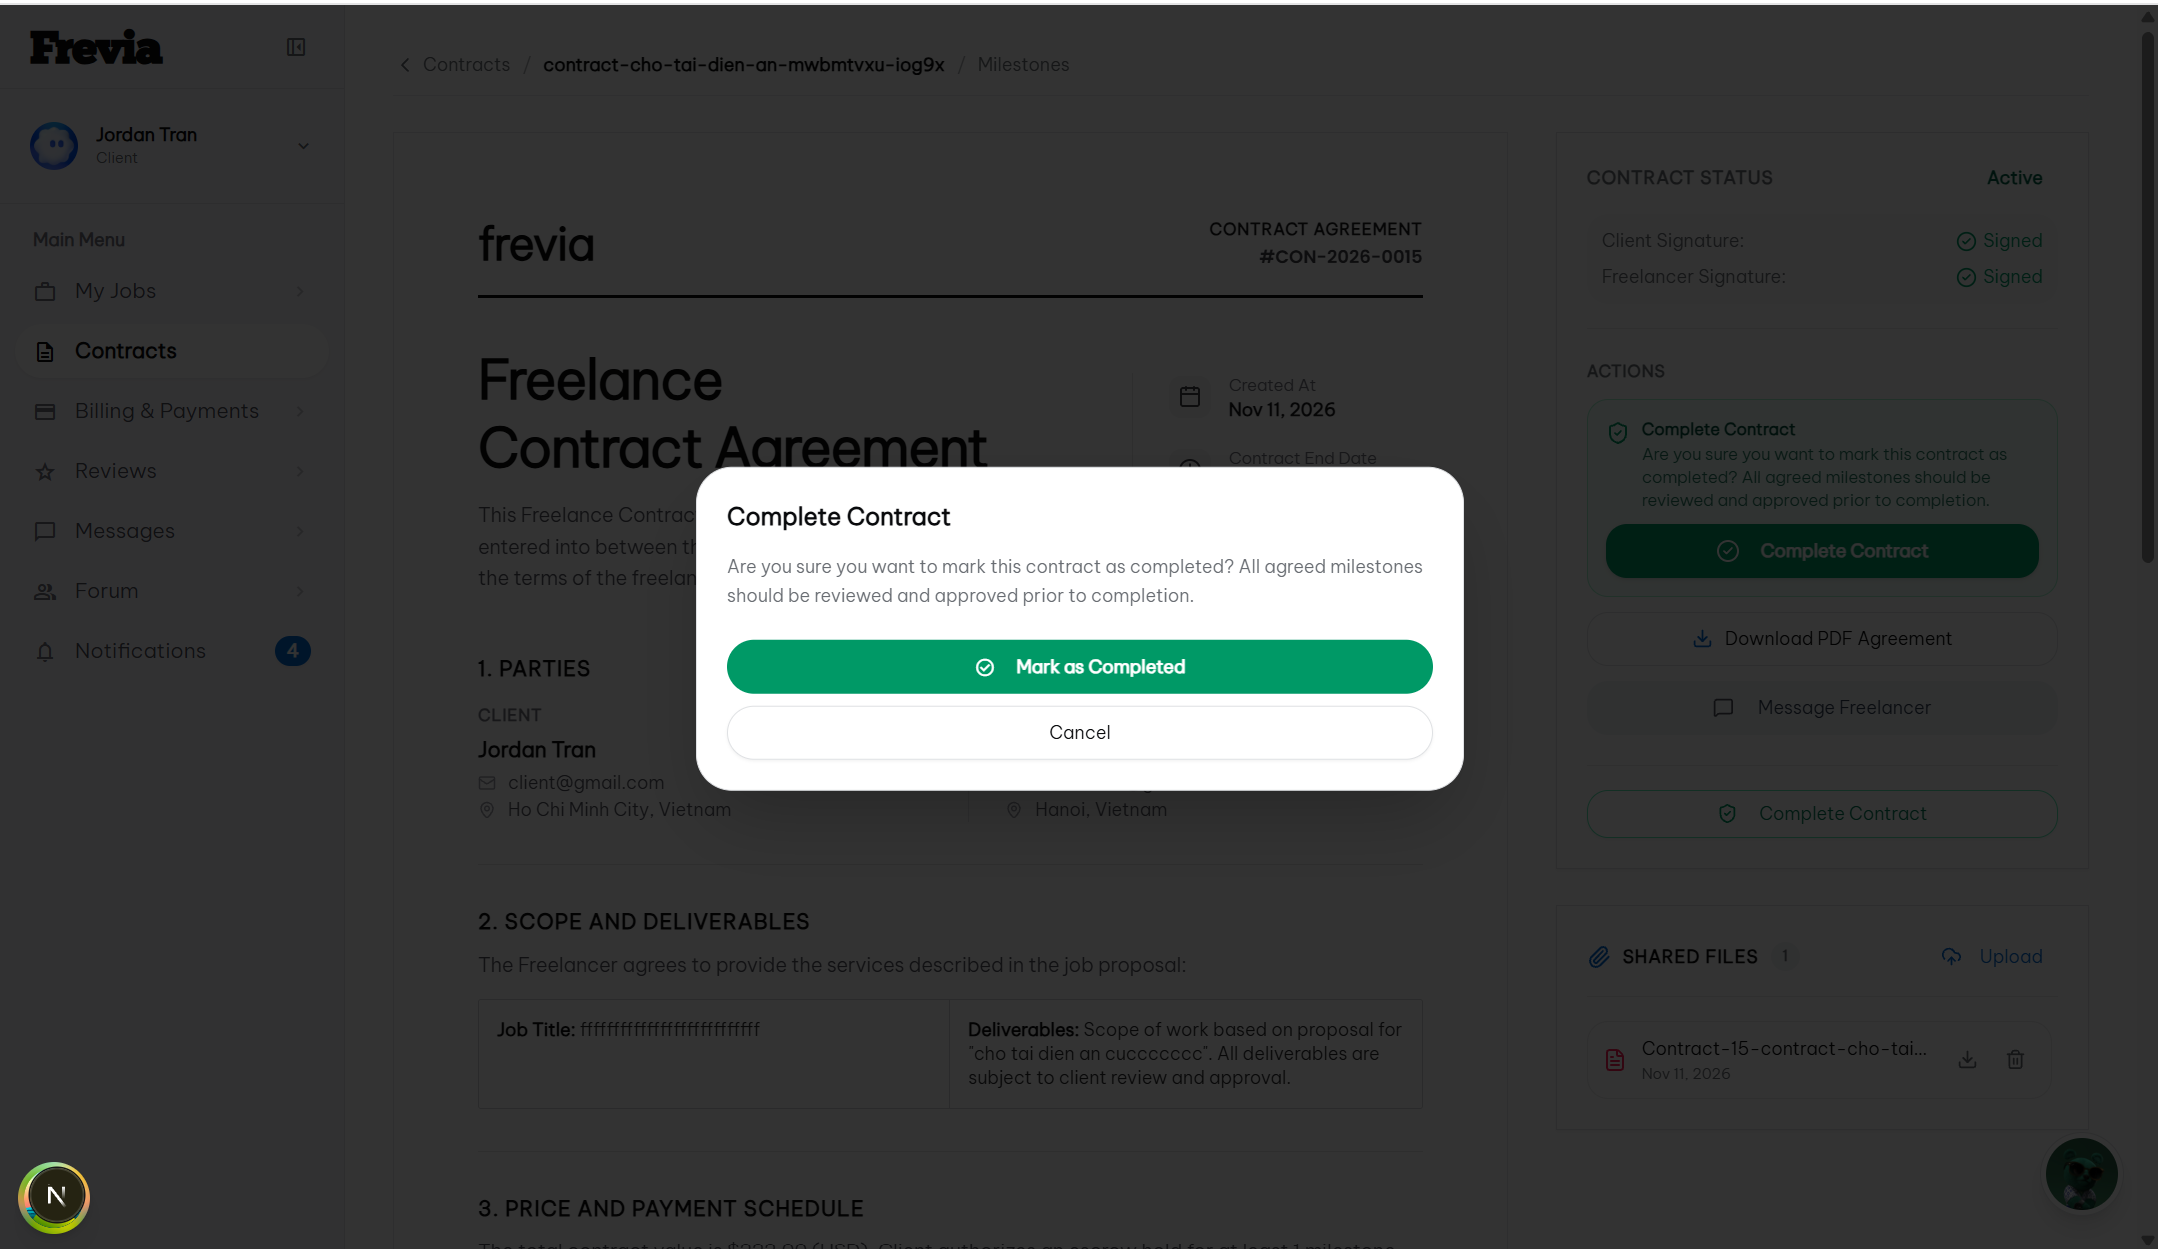 Frevia
Jordan Tran
Client
Main Menu
My Jobs
Contracts
Billing & Payments
Reviews
Messages
Forum
Notifications 4
Contracts / contract-cho-tai-dien-an-mwbmtvxu-iog9x / Milestones
frevia
CONTRACT AGREEMENT
#CON-2026-0015
Freelance
Contract Agreement
Created At
Nov 11, 2026
Contract End Date
This Freelance Contrac
entered into between th
the terms of the freelan
Complete Contract
Are you sure you want to mark this contract as completed? All agreed milestones
should be reviewed and approved prior to completion.
Mark as Completed
Cancel
1. PARTIES
CLIENT
Jordan Tran
client@gmail.com
Ho Chi Minh City, Vietnam
Hanoi, Vietnam
2. SCOPE AND DELIVERABLES
The Freelancer agrees to provide the services described in the job proposal:
Job Title: fffffffffffffffffffffffffff
Deliverables: Scope of work based on proposal for
"cho tai dien an cuccccccc". All deliverables are
subject to client review and approval.
3. PRICE AND PAYMENT SCHEDULE
CONTRACT STATUS Active
Client Signature: Signed
Freelancer Signature: Signed
ACTIONS
Complete Contract
Are you sure you want to mark this contract as
completed? All agreed milestones should be
reviewed and approved prior to completion.
Complete Contract
Download PDF Agreement
Message Freelancer
Complete Contract
SHARED FILES 1 Upload
Contract-15-contract-cho-tai...
Nov 11, 2026
N